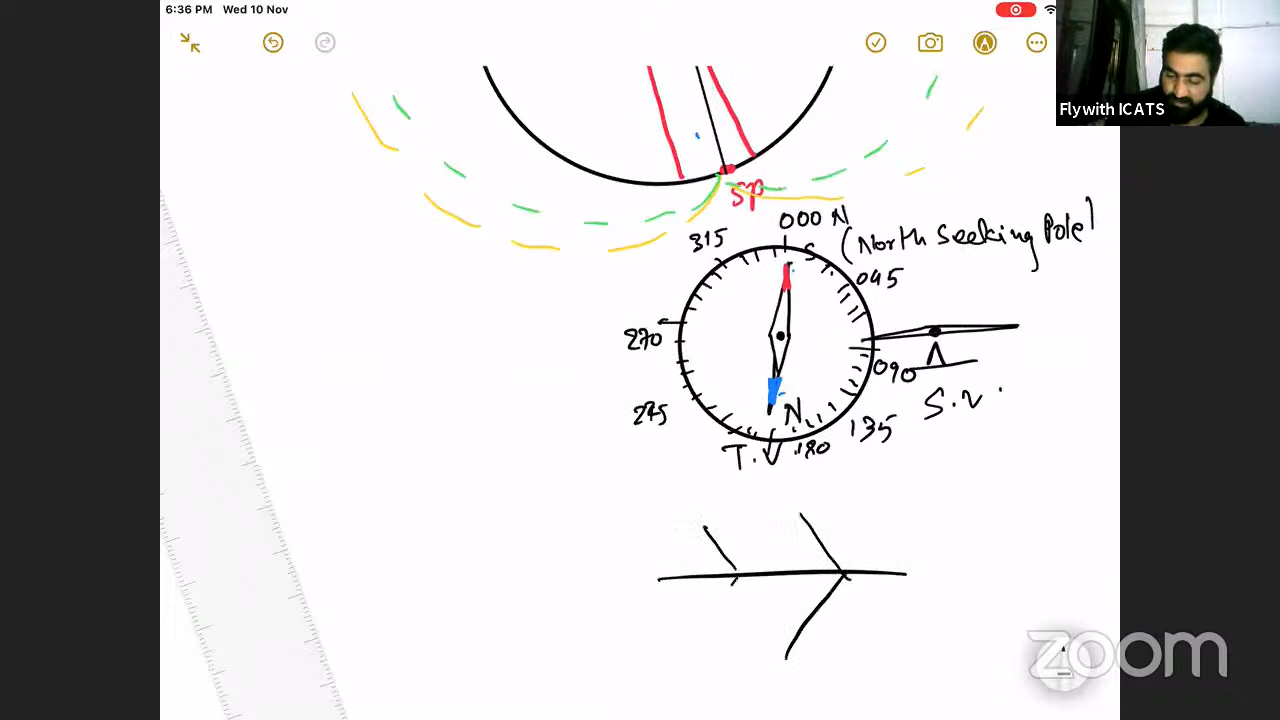 6:36 PM Wed 10 Nov
Flywith ICATS
SP
000 N
315
S
(North Seeking Pole)
045
270
090
275
N
135
S.V.
T.V
180
zoom